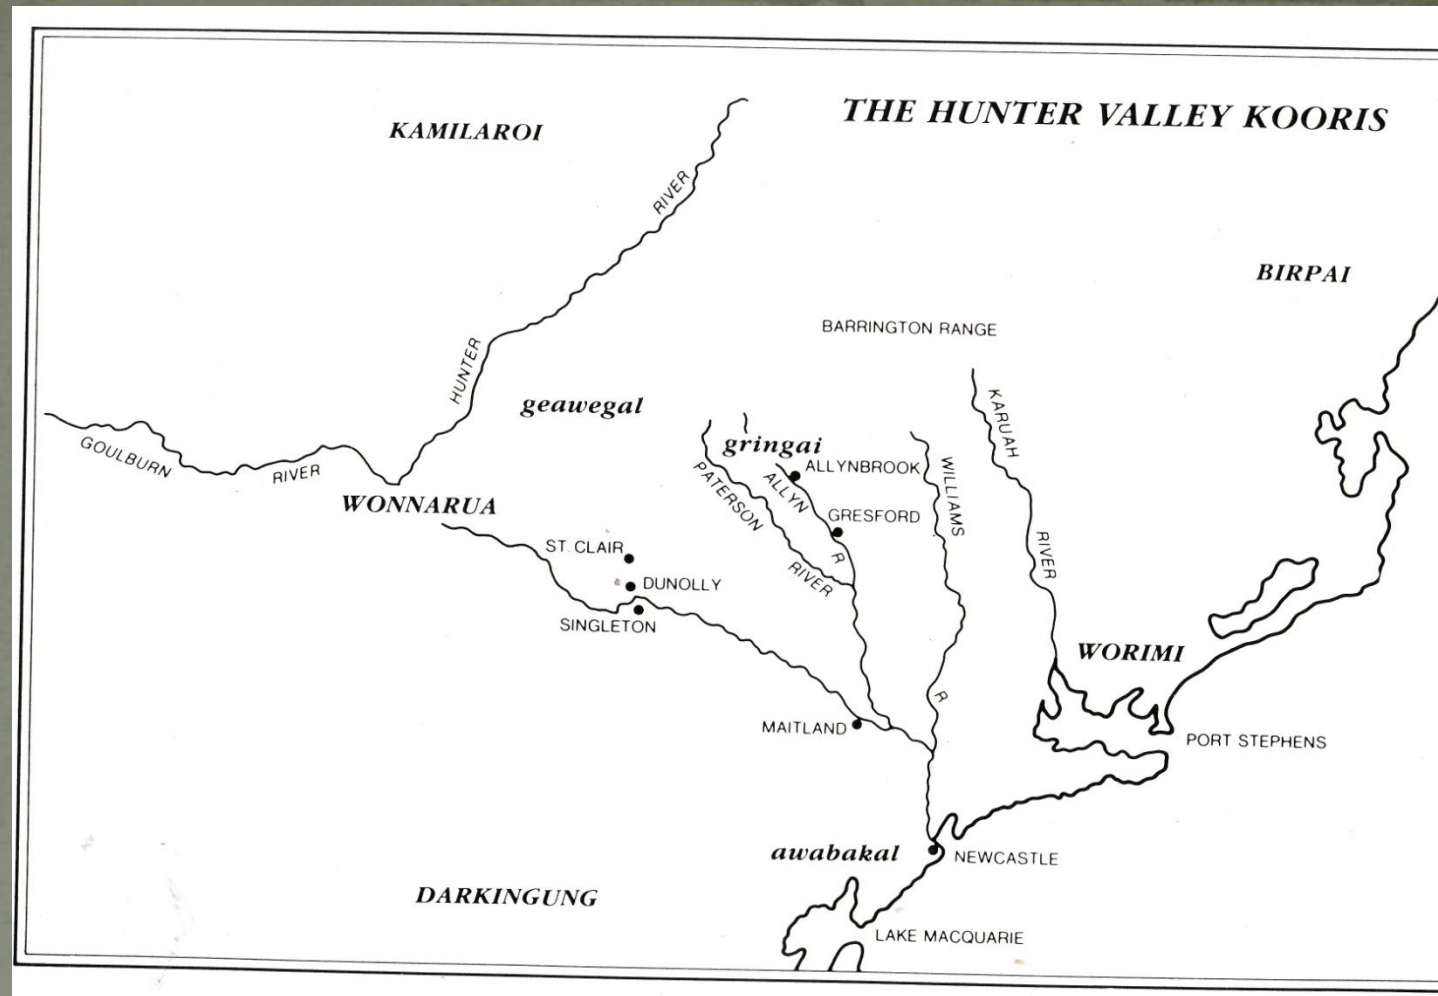 THE HUNTER VALLEY KOORIS
KAMILAROI
RIVER
BIRPAI
BARRINGTON RANGE
HUNTER
geawegal
KARUAH
gringai
GOULBURN
RIVER
ALLYNBROOK
PATERSON
ALLYN
WILLIAMS
WONNARUA
GRESFORD
ST. CLAIR
R
RIVER
RIVER
DUNOLLY
SINGLETON
WORIMI
R
MAITLAND
PORT STEPHENS
awabakal
NEWCASTLE
DARKINGUNG
LAKE MACQUARIE